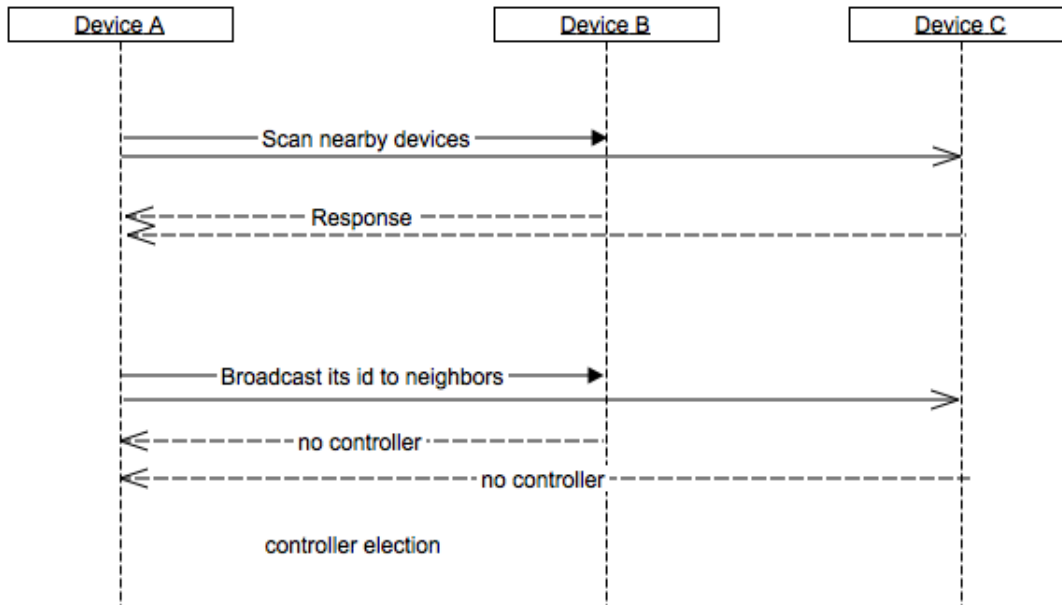 Device A
Device B
Device C
Scan nearby devices
Response
Broadcast its id to neighbors
no controller
no controller
controller election